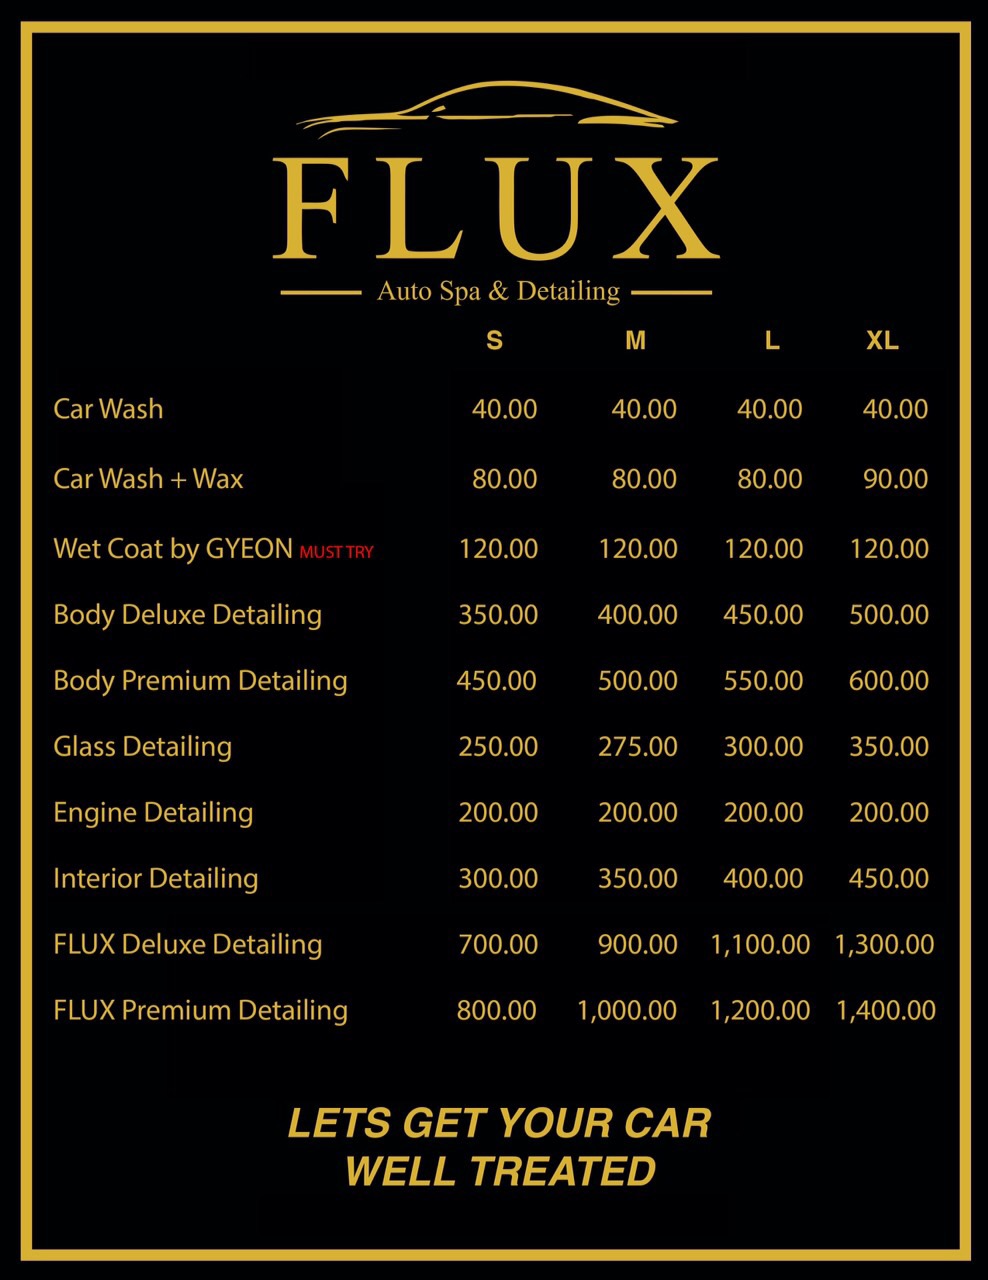 FLUX
Auto Spa & Detailing
S M L XL
Car Wash 40.00 40.00 40.00 40.00
Car Wash + Wax 80.00 80.00 80.00 90.00
Wet Coat by GYEON MUST TRY 120.00 120.00 120.00 120.00
Body Deluxe Detailing 350.00 400.00 450.00 500.00
Body Premium Detailing 450.00 500.00 550.00 600.00
Glass Detailing 250.00 275.00 300.00 350.00
Engine Detailing 200.00 200.00 200.00 200.00
Interior Detailing 300.00 350.00 400.00 450.00
FLUX Deluxe Detailing 700.00 900.00 1,100.00 1,300.00
FLUX Premium Detailing 800.00 1,000.00 1,200.00 1,400.00
LETS GET YOUR CAR
WELL TREATED